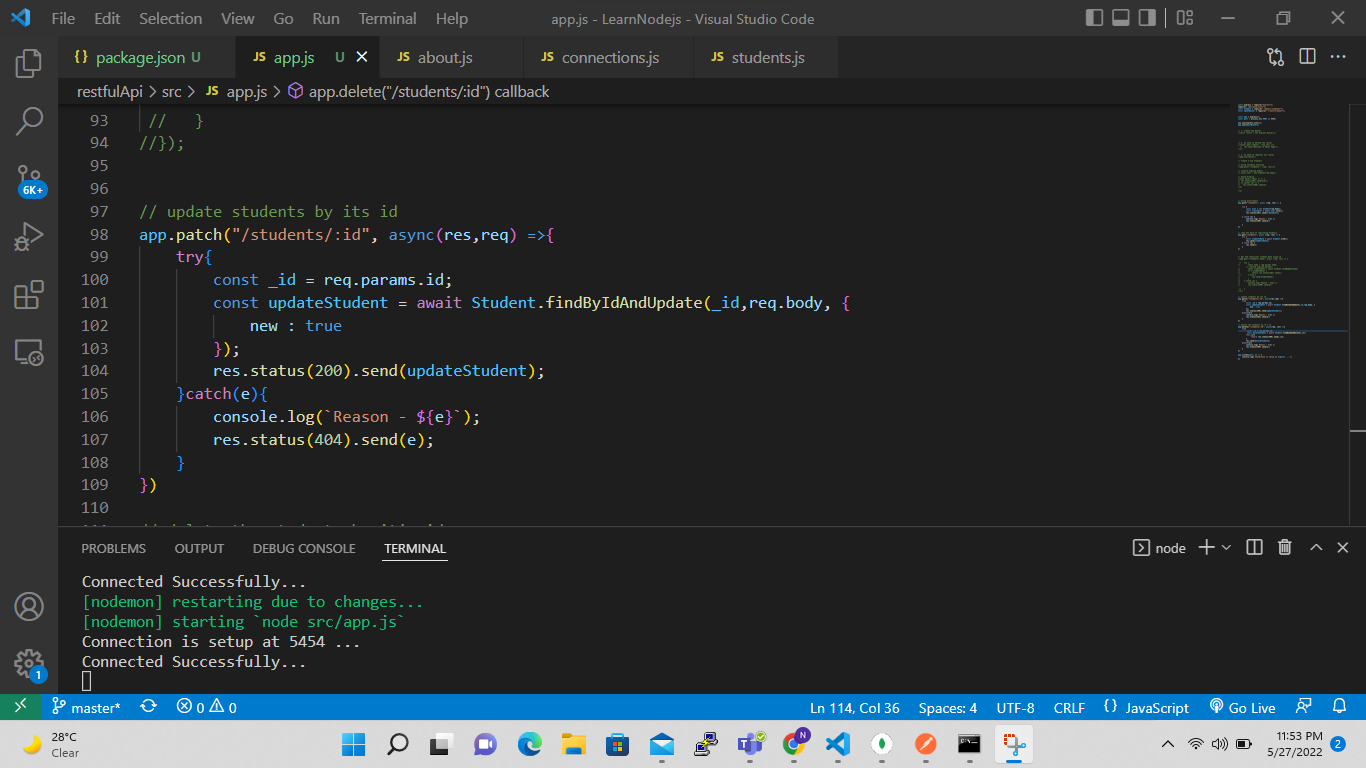 File Edit Selection View Go Run Terminal Help app.js - LearnNodejs - Visual Studio Code
{} package.json U JS app.js U JS about.js JS connections.js JS students.js
restfulApi > src > JS app.js > app.delete("/students/:id") callback
93 // }
94 //});
95
96
97 // update students by its id
98 app.patch("/students/:id", async(res,req) =>{
99 try{
100 const _id = req.params.id;
101 const updateStudent = await Student.findByIdAndUpdate(_id,req.body, {
102 new : true
103 });
104 res.status(200).send(updateStudent);
105 }catch(e){
106 console.log(`Reason - ${e}`);
107 res.status(404).send(e);
108 }
109 })
110
6K+
PROBLEMS OUTPUT DEBUG CONSOLE TERMINAL node
Connected Successfully...
[nodemon] restarting due to changes...
[nodemon] starting `node src/app.js`
Connection is setup at 5454 ...
Connected Successfully...
1
master* 0 0 Ln 114, Col 36 Spaces: 4 UTF-8 CRLF {} JavaScript Go Live
28°C
Clear
N
11:53 PM
5/27/2022
2